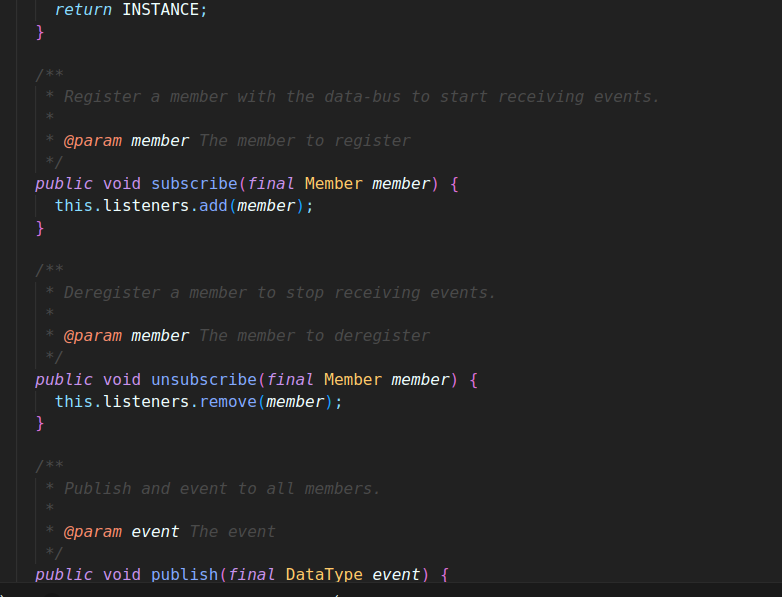 return INSTANCE;
}
/**
* Register a member with the data-bus to start receiving events.
*
* @param member The member to register
*/
public void subscribe(final Member member) {
this.listeners.add(member);
}
/**
* Deregister a member to stop receiving events.
*
* @param member The member to deregister
*/
public void unsubscribe(final Member member) {
this.listeners.remove(member);
}
/**
* Publish and event to all members.
*
* @param event The event
*/
public void publish(final DataType event) {